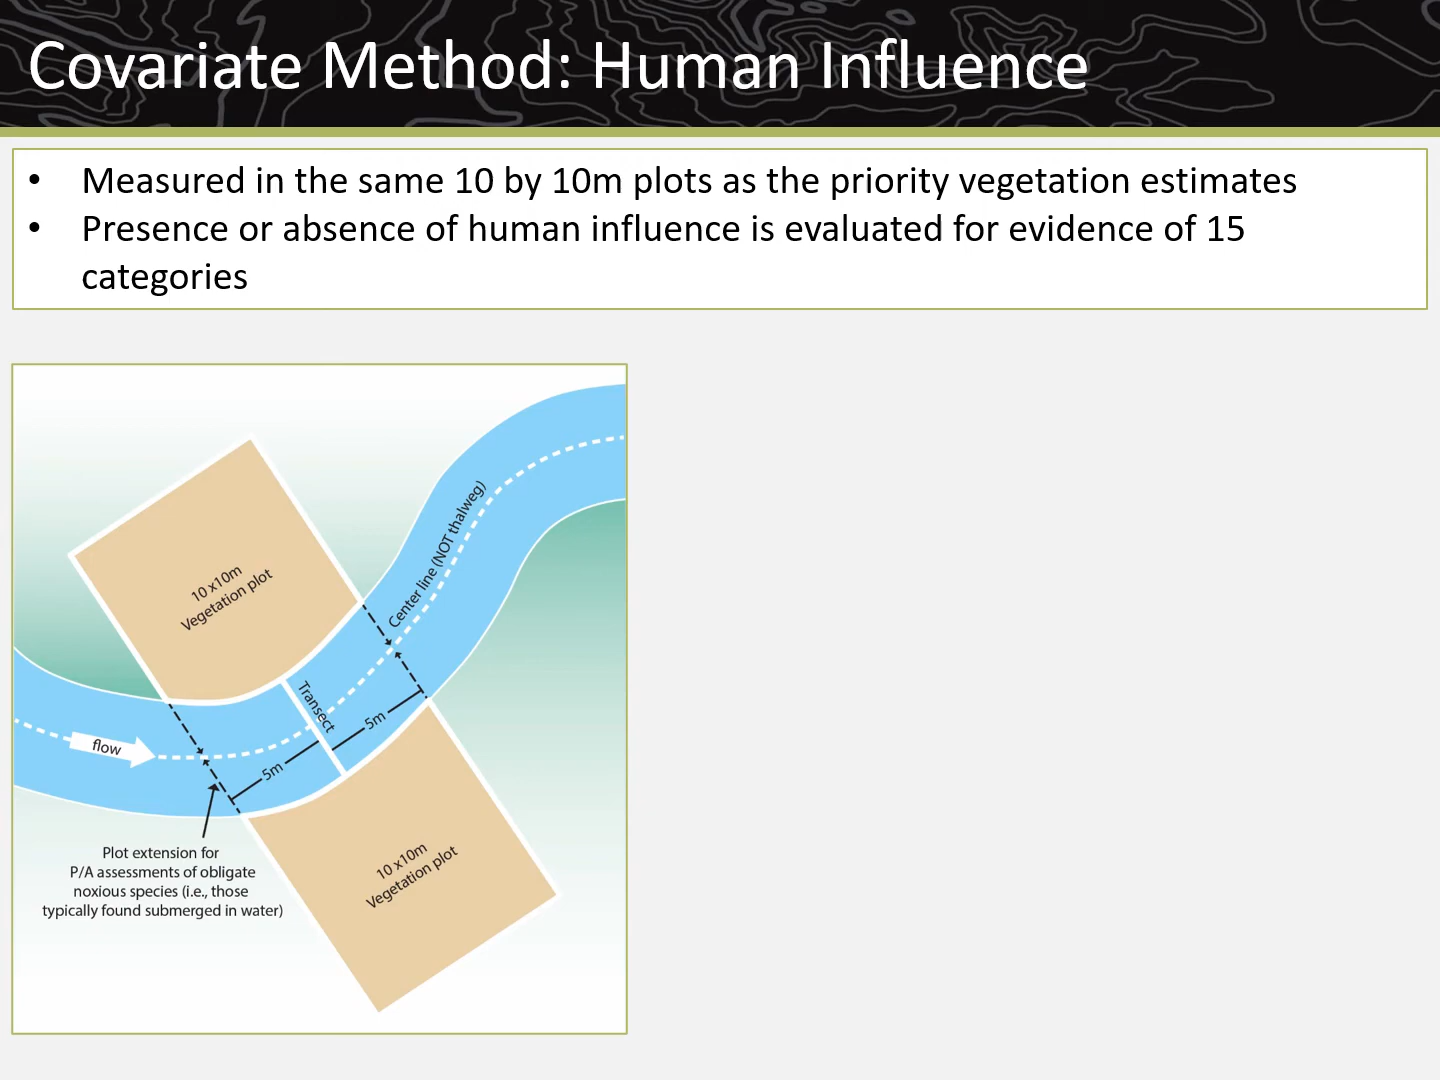 Covariate Method: Human Influence
• Measured in the same 10 by 10m plots as the priority vegetation estimates
• Presence or absence of human influence is evaluated for evidence of 15
categories
10 x10m
Vegetation plot
Center line (NOT thalweg)
Transect
5m
flow
5m
Plot extension for
P/A assessments of obligate
noxious species (i.e., those
typically found submerged in water)
10 x10m
Vegetation plot